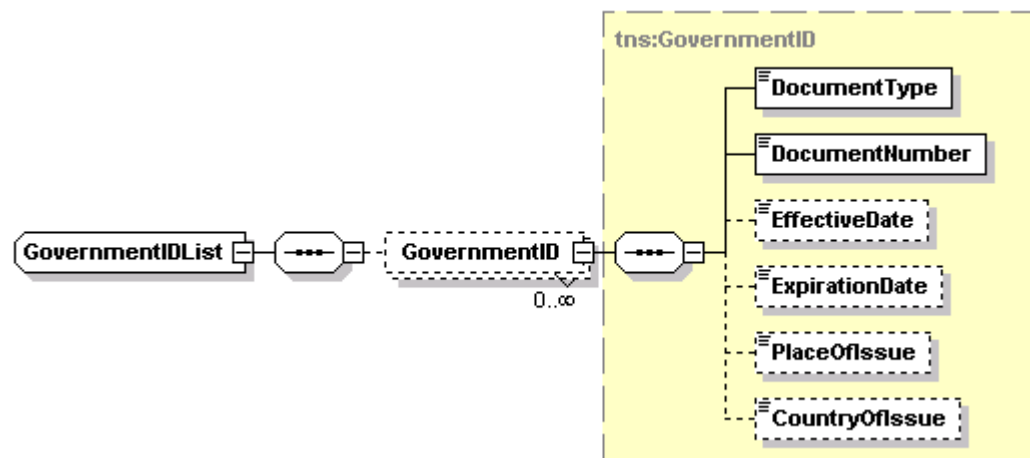 tns:GovernmentID
DocumentType
DocumentNumber
EffectiveDate
GovernmentIDList
GovernmentID
0..∞
ExpirationDate
PlaceOfIssue
CountryOfIssue